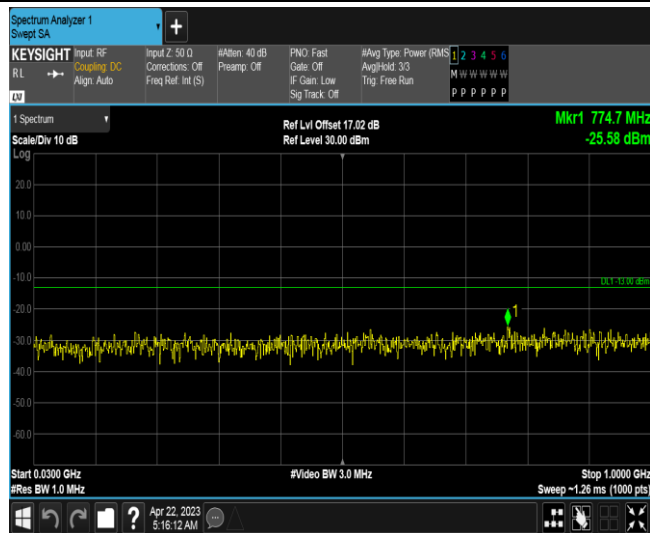 Spectrum Analyzer 1
Swept SA
+
KEYSIGHT
RL
LXI
Input: RF
Coupling: DC
Align: Auto
Input Z: 50 Ω
Corrections: Off
Freq Ref: Int (S)
#Atten: 40 dB
Preamp: Off
PNO: Fast
Gate: Off
IF Gain: Low
Sig Track: Off
#Avg Type: Power (RMS
Avg|Hold: 3/3
Trig: Free Run
1 2 3 4 5 6
M W W W W W
P P P P P P
1 Spectrum
Scale/Div 10 dB
Log
Ref Lvl Offset 17.02 dB
Ref Level 30.00 dBm
Mkr1 774.7 MHz
-25.58 dBm
20.0
10.0
0.00
-10.0
DL1 -13.00 dBm
-20.0
1
-30.0
-40.0
-50.0
-60.0
Start 0.0300 GHz
#Video BW 3.0 MHz
Stop 1.0000 GHz
#Res BW 1.0 MHz
Sweep ~1.26 ms (1000 pts)
?
Apr 22, 2023
5:16:12 AM